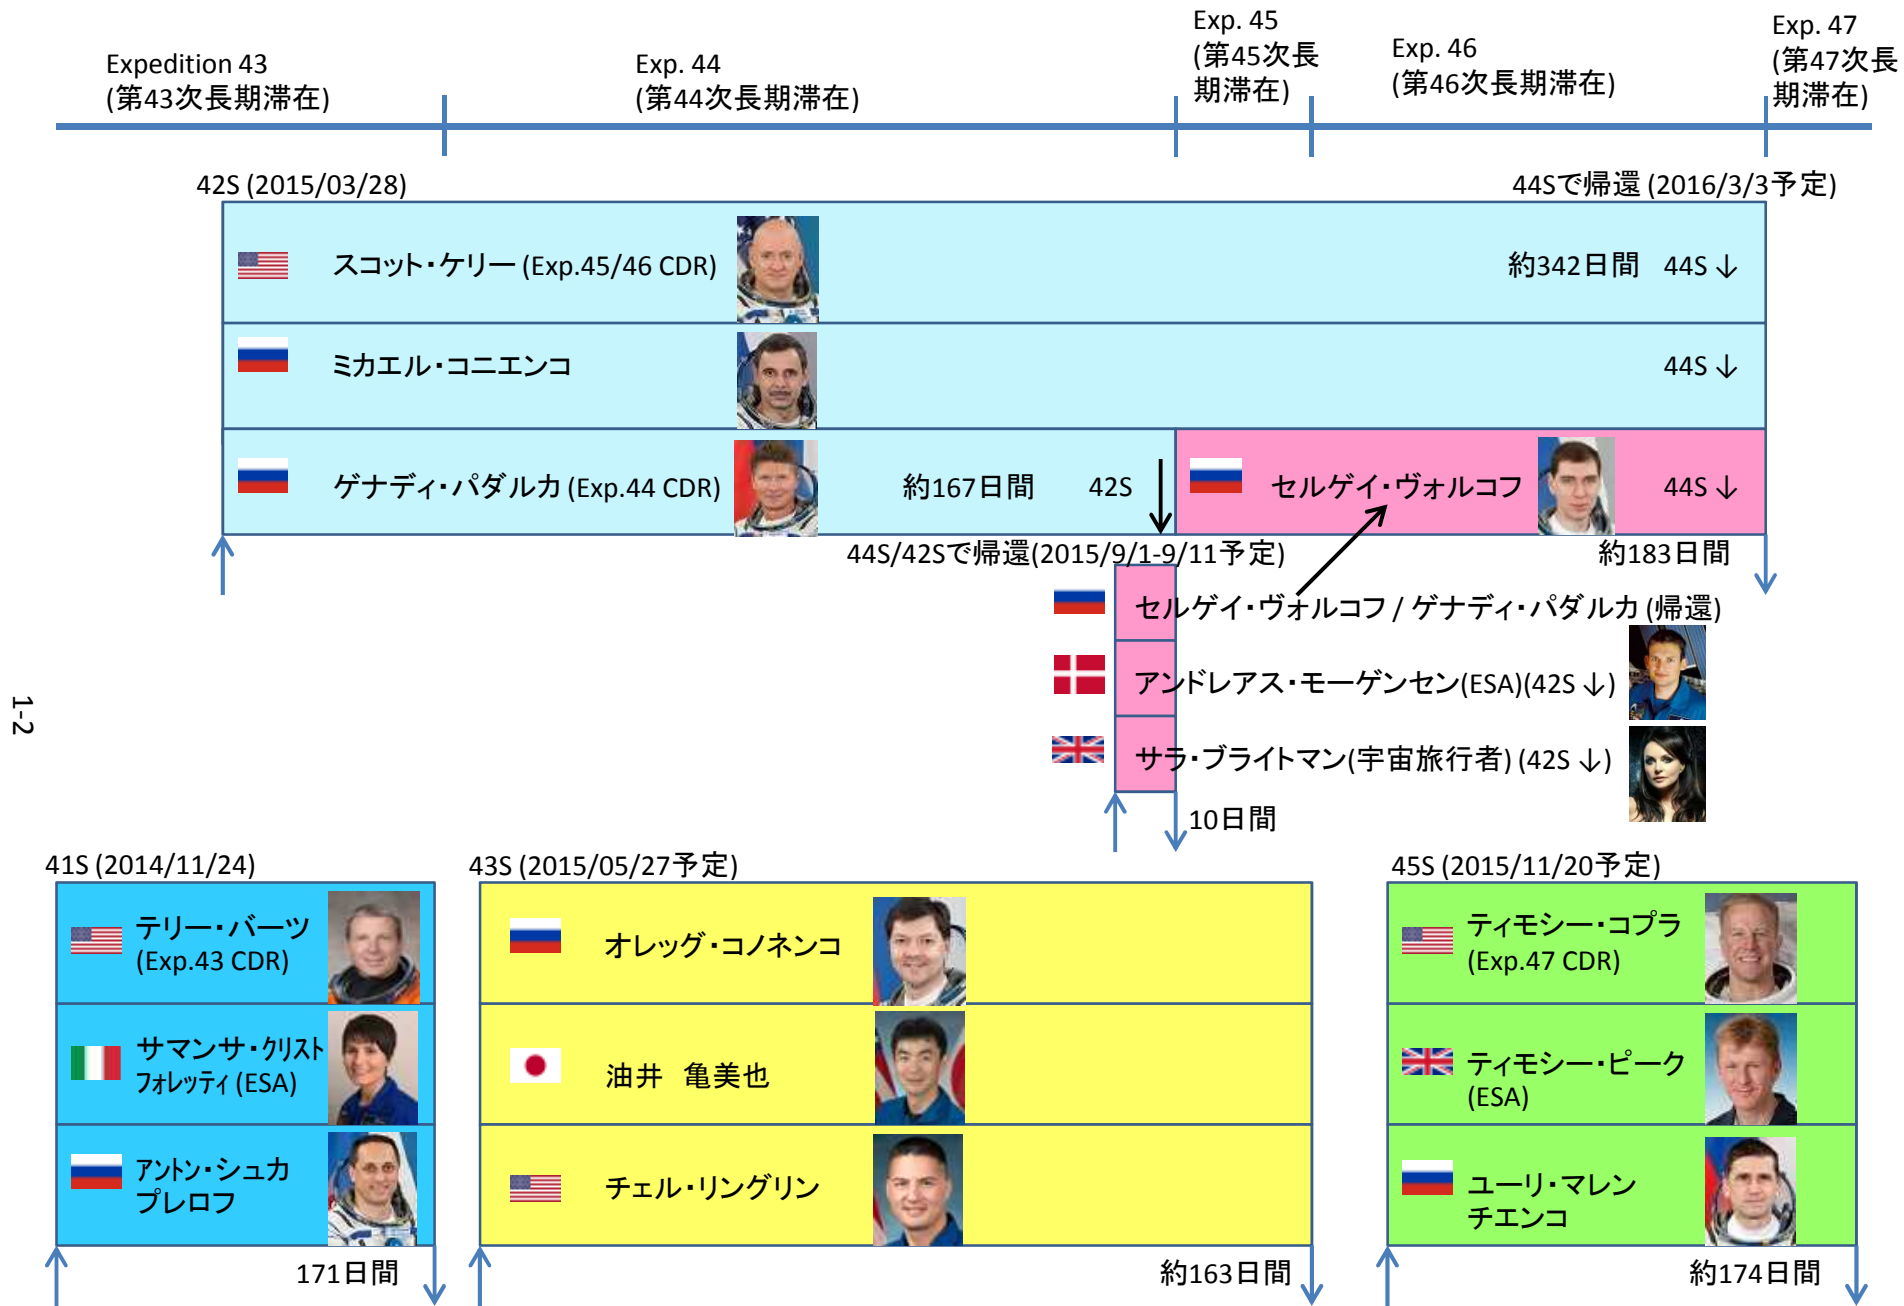 Expedition 43
(第43次長期滞在)
Exp. 44
(第44次長期滞在)
Exp. 45
(第45次長
期滞在)
Exp. 46
(第46次長期滞在)
Exp. 47
(第47次長
期滞在)
42S (2015/03/28)
44Sで帰還 (2016/3/3予定)
スコット・ケリー (Exp.45/46 CDR)
約342日間 44S ↓
ミカエル・コニエンコ
44S ↓
ゲナディ・パダルカ (Exp.44 CDR)
約167日間 42S
セルゲイ・ヴォルコフ
44S ↓
44S/42Sで帰還(2015/9/1-9/11予定)
約183日間
セルゲイ・ヴォルコフ / ゲナディ・パダルカ (帰還)
アンドレアス・モーゲンセン(ESA)(42S ↓)
サラ・ブライトマン(宇宙旅行者) (42S ↓)
10日間
1-2
41S (2014/11/24)
テリー・バーツ
(Exp.43 CDR)
サマンサ・クリスト
フォレッティ (ESA)
アントン・シュカ
プレロフ
171日間
43S (2015/05/27予定)
オレッグ・コノネンコ
油井 亀美也
チェル・リングリン
約163日間
45S (2015/11/20予定)
ティモシー・コプラ
(Exp.47 CDR)
ティモシー・ピーク
(ESA)
ユーリ・マレン
チエンコ
約174日間